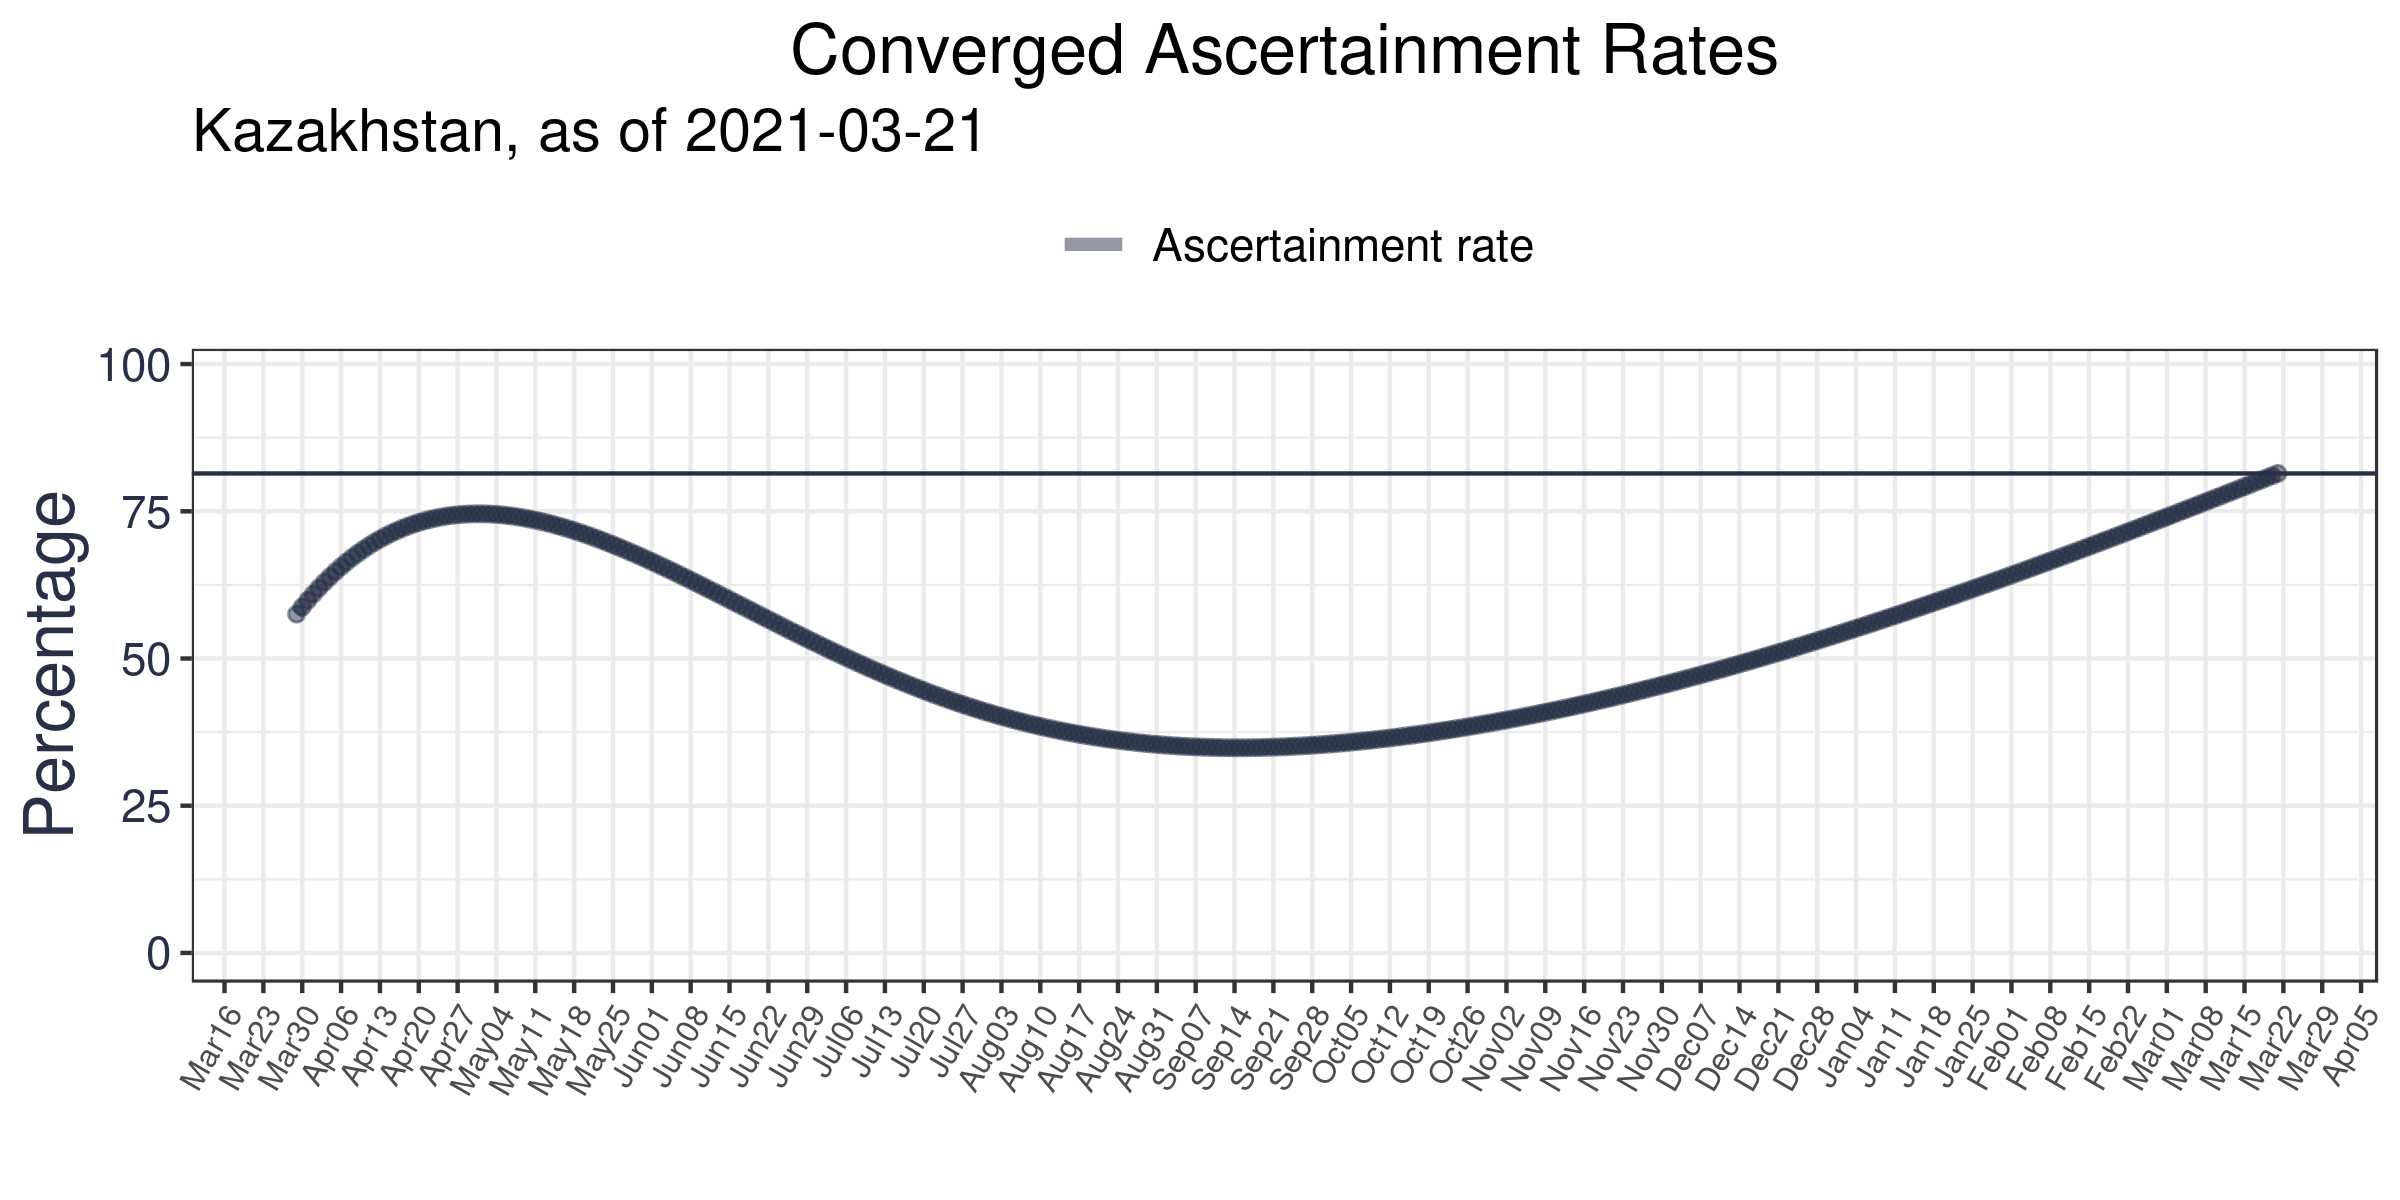 Converged Ascertainment Rates
Kazakhstan, as of 2021-03-21
Ascertainment rate
Percentage
100
75
50
25
0
Mar16 Mar23 Mar30 Apr06 Apr13 Apr20 Apr27 May04 May11 May18 May25 Jun01 Jun08 Jun15 Jun22 Jun29 Jul06 Jul13 Jul20 Jul27 Aug03 Aug10 Aug17 Aug24 Aug31 Sep07 Sep14 Sep21 Sep28 Oct05 Oct12 Oct19 Oct26 Nov02 Nov09 Nov16 Nov23 Nov30 Dec07 Dec14 Dec21 Dec28 Jan04 Jan11 Jan18 Jan25 Feb01 Feb08 Feb15 Feb22 Mar01 Mar08 Mar15 Mar22 Mar29 Apr05